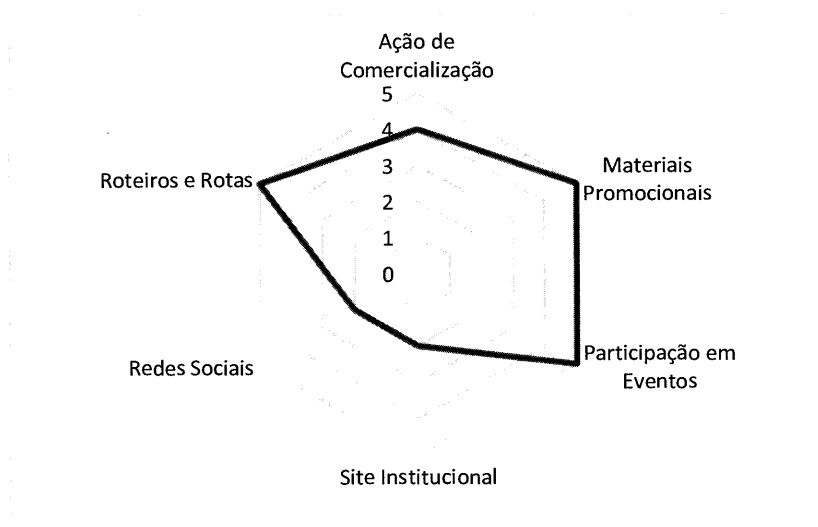 Ação de
Comercialização
5
4
3
2
1
0
Materiais
Promocionais
Participação em
Eventos
Site Institucional
Redes Sociais
Roteiros e Rotas